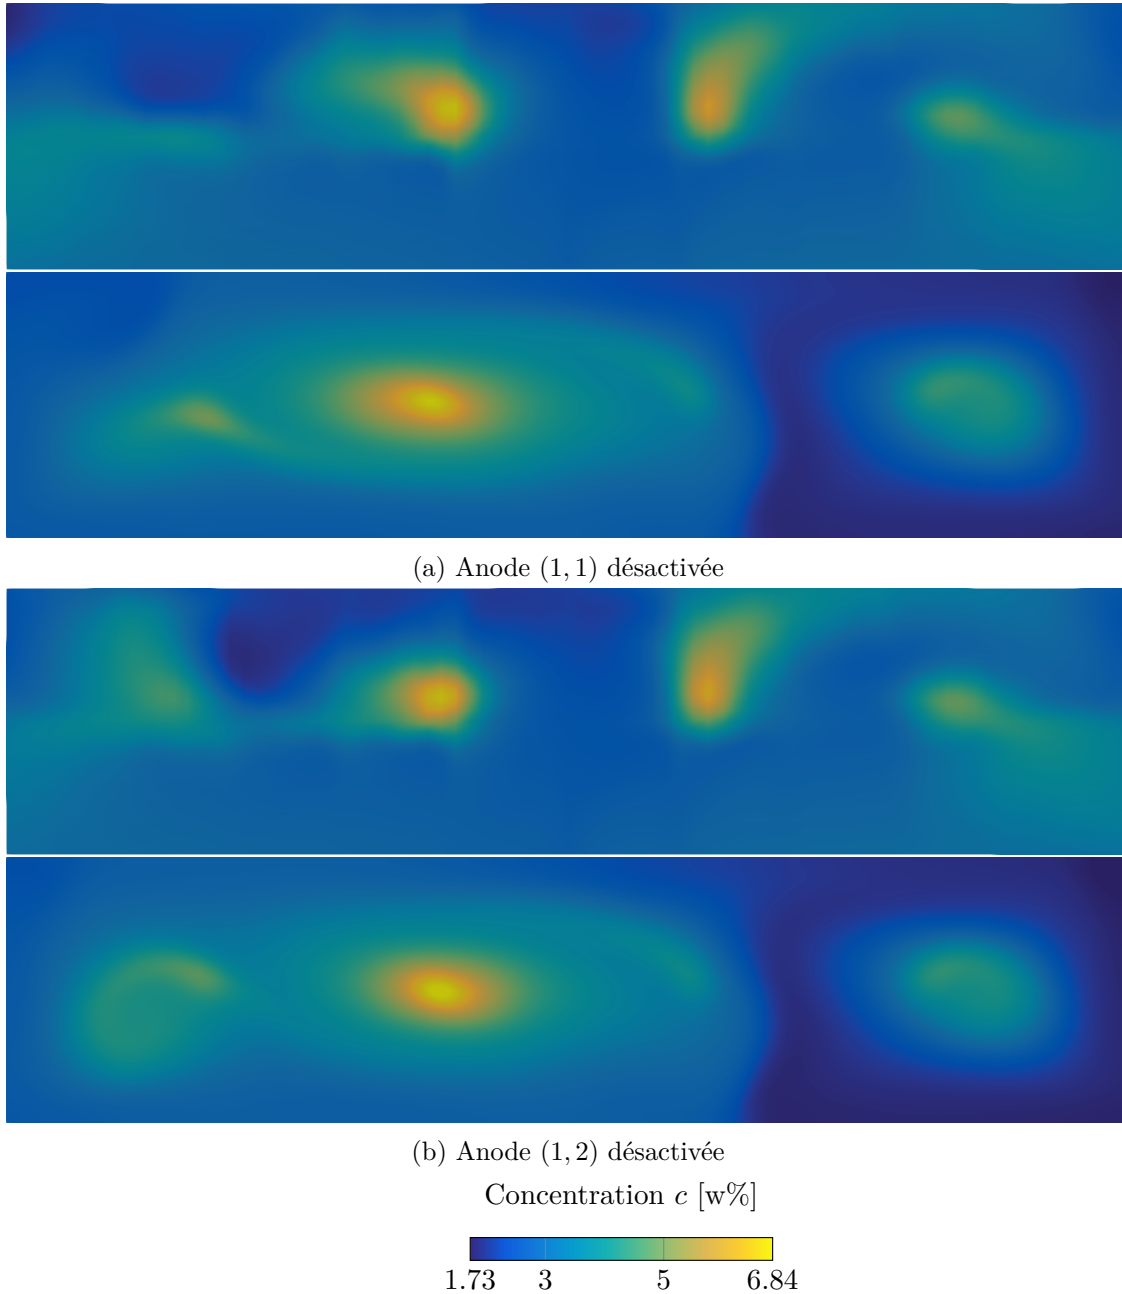 (a) Anode (1, 1) désactivée
(b) Anode (1, 2) désactivée
Concentration c [w%]
1.73 3 5 6.84